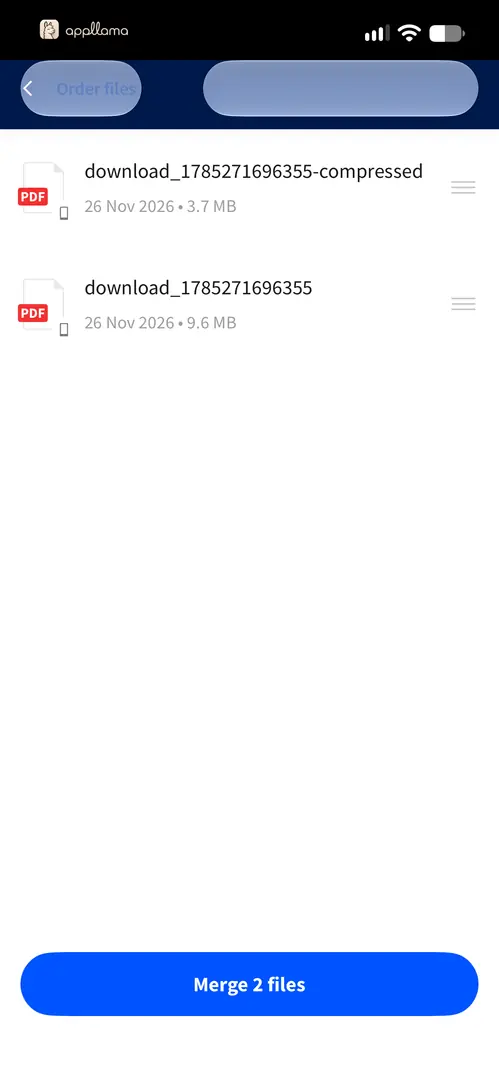 appllama
Order files
download_1785271696355-compressed
PDF
26 Nov 2026 • 3.7 MB
download_1785271696355
PDF
26 Nov 2026 • 9.6 MB
Merge 2 files